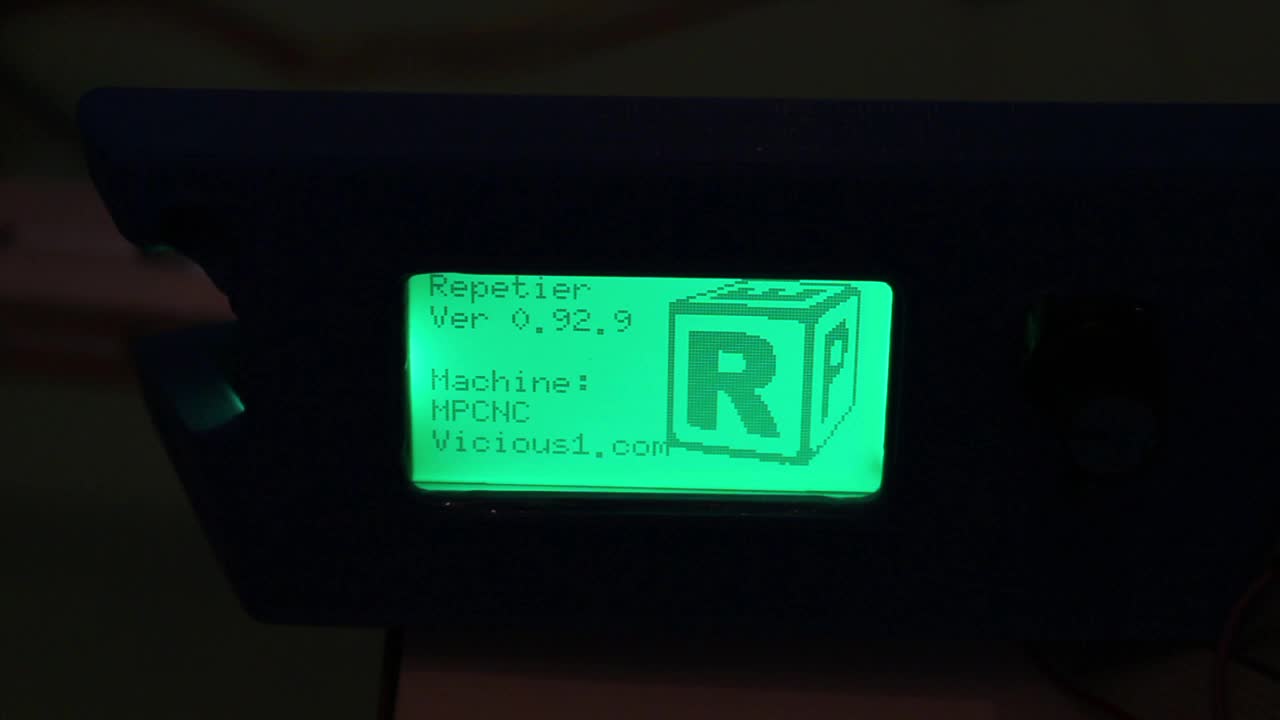 Repetier
Ver 0.92.9
Machine:
MPCNC
Vicious1.com
R
P